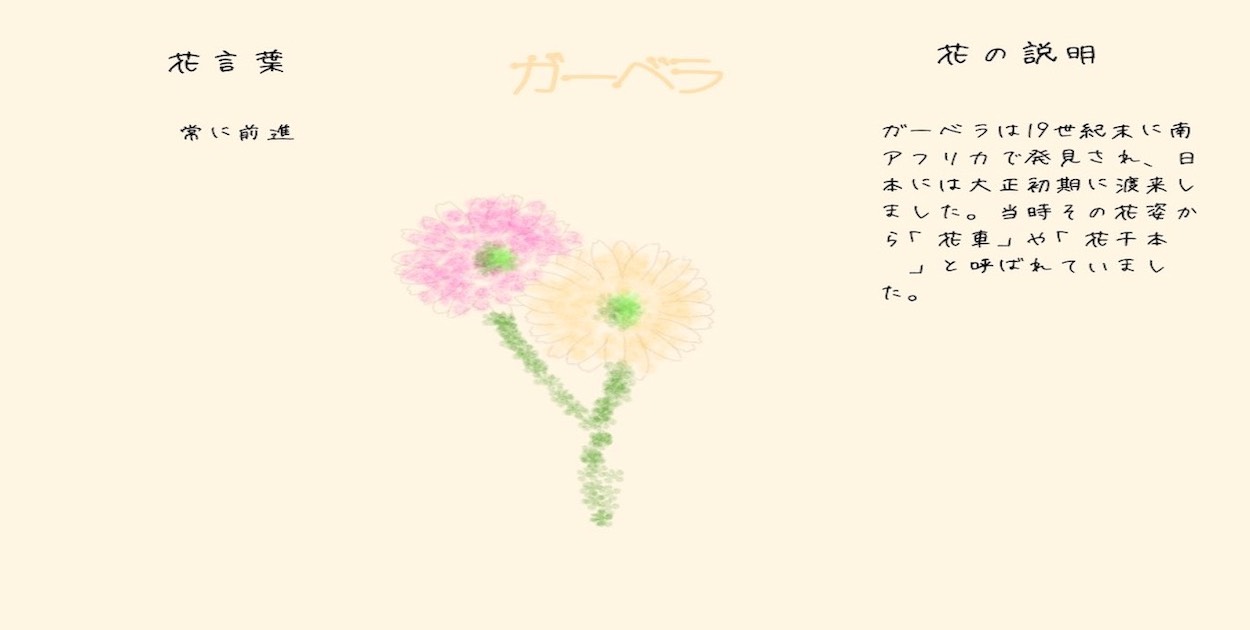 花言葉
常に前進
ガーベラ
花の説明
ガーベラは19世紀末に南
アフリカで発見され、日
本には大正初期に渡来し
ました。当時その花姿か
ら「花車」や「花千本
」と呼ばれていまし
た。